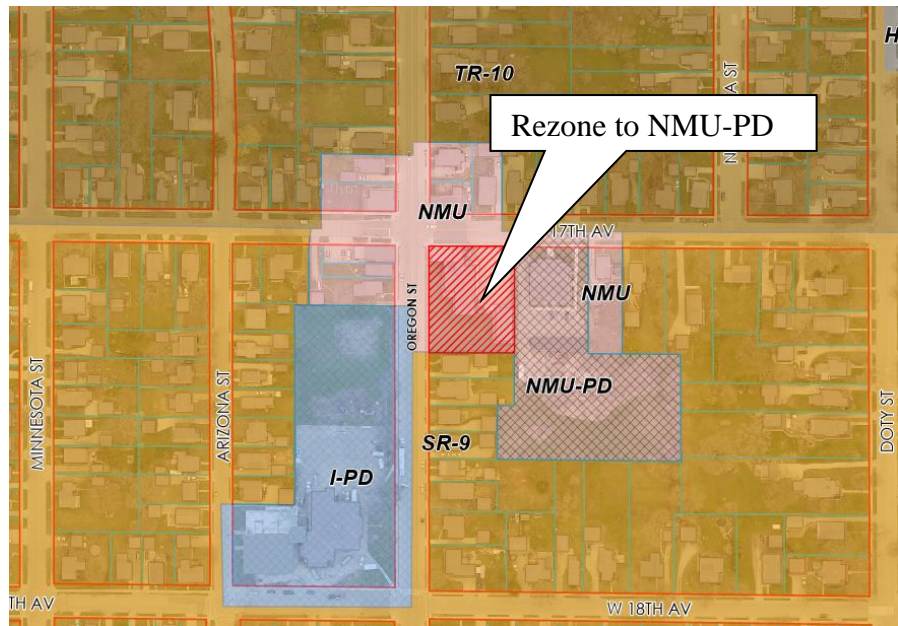 H
TR-10
N
A ST
Rezone to NMU-PD
NMU
17TH AV
NMU
OREGON ST
MINNESOTA ST
ARIZONA ST
NMU-PD
DOTY ST
SR-9
I-PD
TH AV
W 18TH AV